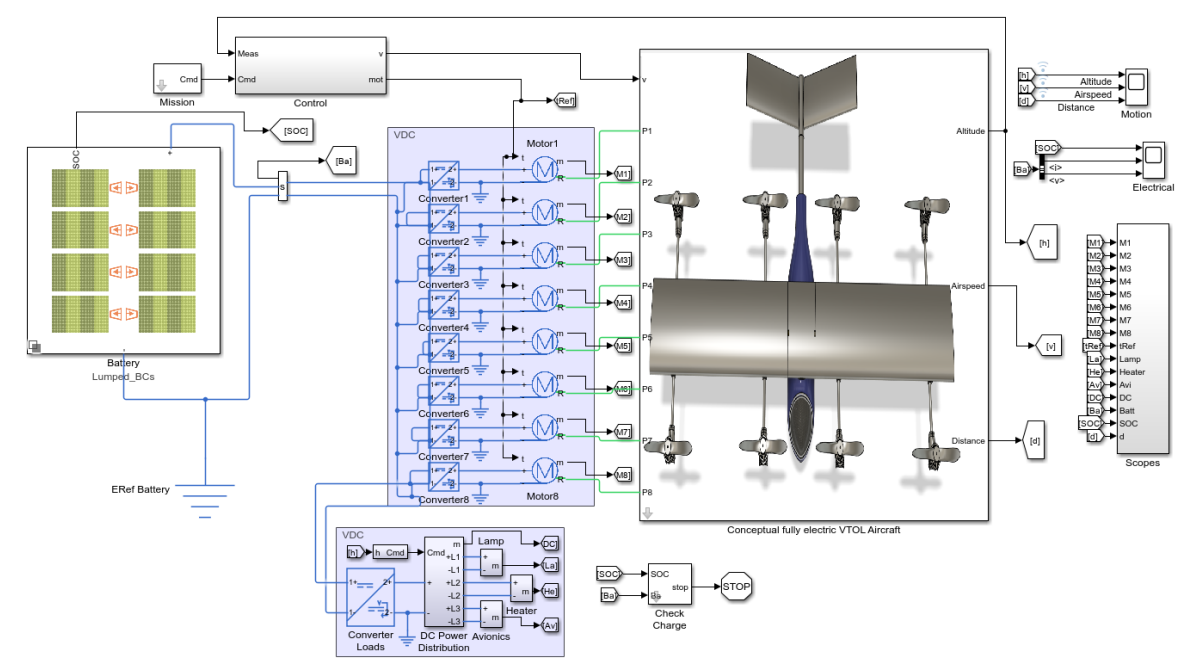 Meas
v
Cmd
mot
Control
Cmd
Mission
[Ref]
v
SOC
[SOC]
+
[Ba]
s
-
Battery
Lumped_BCs
ERef Battery
VDC
Motor1
Converter1
Converter2
Converter3
Converter4
Converter5
Converter6
Converter7
Converter8
Motor8
t
m
M
R
[M1]
[M2]
[M3]
[M4]
[M5]
[M6]
[M7]
[M8]
P1
P2
P3
P4
P5
P6
P7
P8
Altitude
Airspeed
Distance
Conceptual fully electric VTOL Aircraft
[h]
[v]
[d]
[h]
[v]
[d]
Altitude
Airspeed
Distance
Motion
[SOC]
[Ba]
<i>
<v>
Electrical
[M1] M1
[M2] M2
[M3] M3
[M4] M4
[M5] M5
[M6] M6
[M7] M7
[M8] M8
[tRef] tRef
[La] Lamp
[He] Heater
[Av] Avi
[DC] DC
[Ba] Batt
[SOC] SOC
[d] d
Scopes
VDC
[h]
h Cmd
Cmd
m
+L1
-L1
+L2
-L2
+L3
-L3
+
-
1+
2+
1-
2-
Converter
Loads
DC Power
Distribution
Lamp
+
-
m
Heater
+
-
m
Avionics
+
-
m
[DC]
[La]
[He]
[Av]
[SOC]
[Ba]
SOC
Ba
stop
STOP
Check
Charge